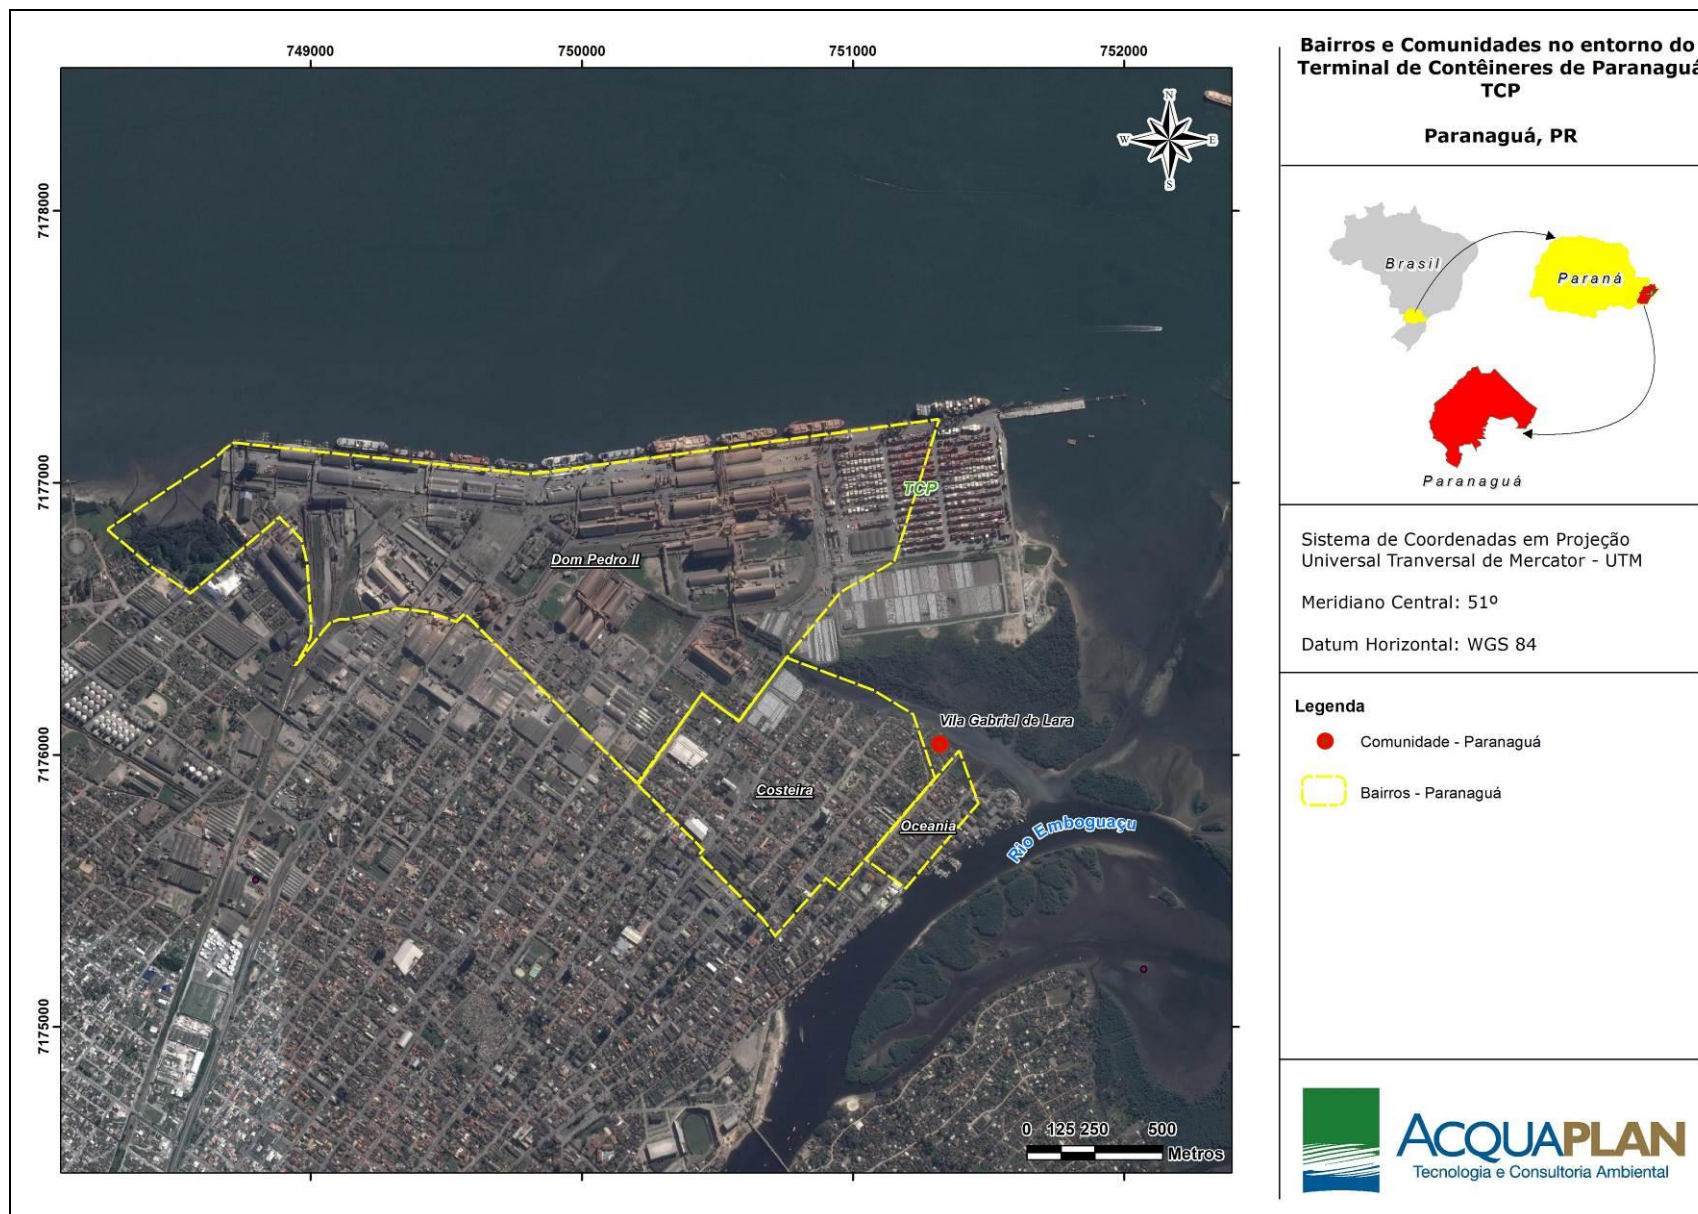 749000
750000
751000
752000
7178000
7177000
7176000
7175000
N
W
E
S
TCP
Dom Pedro II
Vila Gabriel de Lara
Costeira
Oceania
Rio Emboguaçu
0 125 250 500
Metros
Bairros e Comunidades no entorno do
Terminal de Contêineres de Paranaguá
TCP
Paranaguá, PR
Brasil
Paraná
Paranaguá
Sistema de Coordenadas em Projeção
Universal Tranversal de Mercator - UTM
Meridiano Central: 51º
Datum Horizontal: WGS 84
Legenda
Comunidade - Paranaguá
Bairros - Paranaguá
ACQUAPLAN
Tecnologia e Consultoria Ambiental